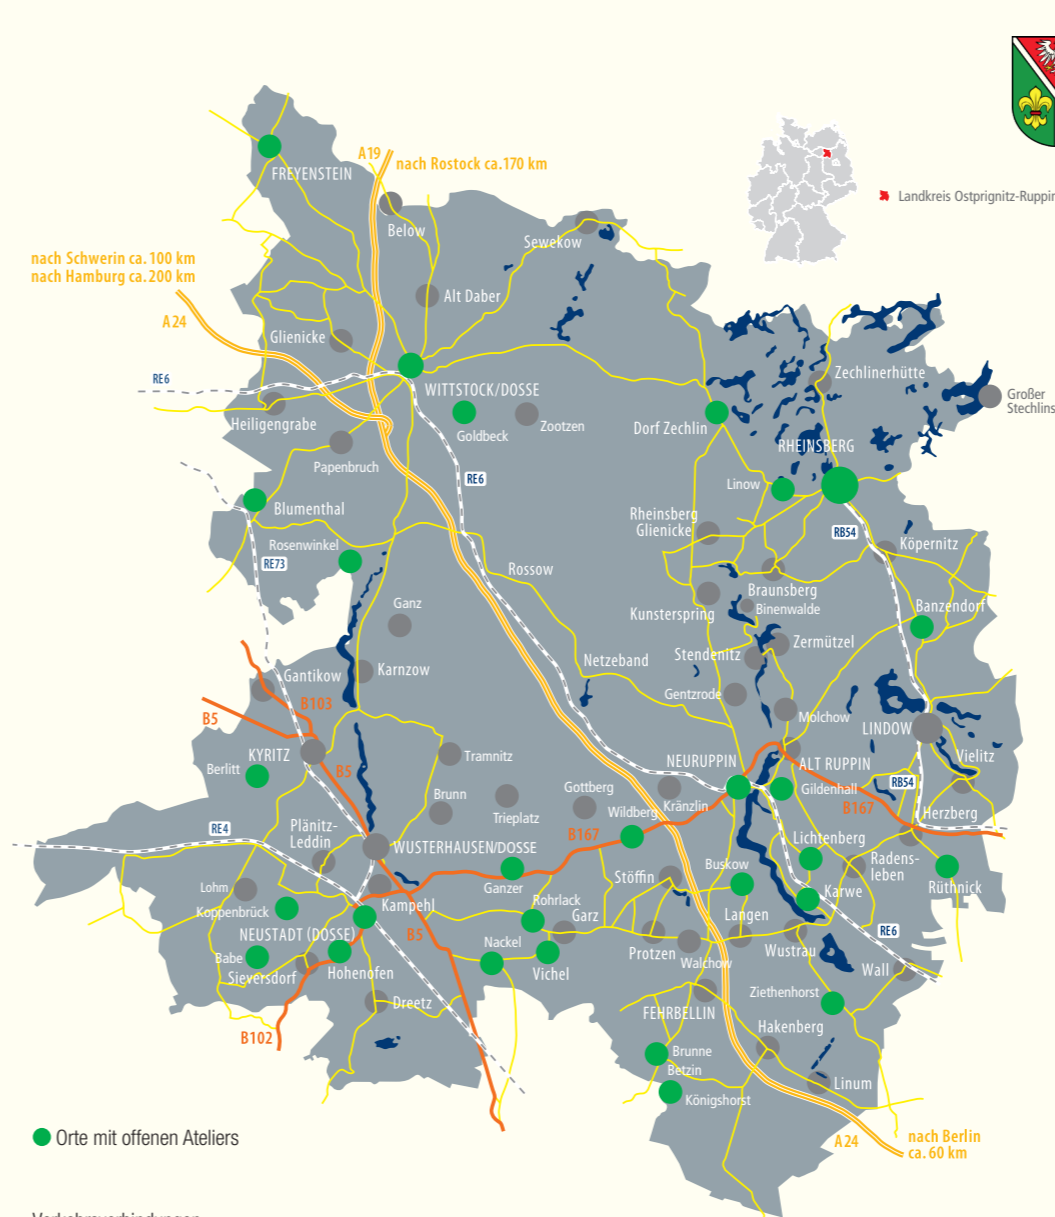 A19
nach Rostock ca.170 km
FREYENSTEIN
Landkreis Ostprignitz-Ruppin
Below
Sewekow
nach Schwerin ca. 100 km
nach Hamburg ca. 200 km
A24
Alt Daber
Glienicke
Zechlinerhütte
RE6
WITTSTOCK/DOSSE
Großer
Stechlins
Heiligengrabe
Goldbeck
Zootzen
Dorf Zechlin
RHEINSBERG
Papenbruch
RE6
Linow
Blumenthal
Rheinsberg
Glienicke
RB54
Köpernitz
Rosenwinkel
RE73
Rossow
Braunsberg
Ganz
Kunsterspring
Binenwalde
Banzendorf
Zermützel
Netzeband
Stendenitz
Karnzow
Gantikow
Gentzrode
B103
Molchow
B5
LINDOW
KYRITZ
Tramnitz
NEURUPPIN
ALT RUPPIN
Vielitz
Berlitt
B5
RB54
Gottberg
Gildenhall
Brunn
Kränzlin
B167
Trieplatz
Wildberg
Herzberg
RE4
Plänitz-
Leddin
B167
Lichtenberg
WUSTERHAUSEN/DOSSE
Buskow
Radens-
leben
Stöffin
Lohm
Ganzer
Karwe
Rüthnick
Kampehl
Rohrlack
Koppenbrück
Garz
Langen
NEUSTADT (DOSSE)
B5
RE6
Nackel
Protzen
Wustrau
Babe
Walchow
Sieversdorf
Hohenofen
Vichel
Wall
Ziethenhorst
Dreetz
FEHRBELLIN
Hakenberg
B102
Brunne
Betzin
Linum
Königshorst
Orte mit offenen Ateliers
A24
nach Berlin
ca. 60 km
Verkehrsverbindungen